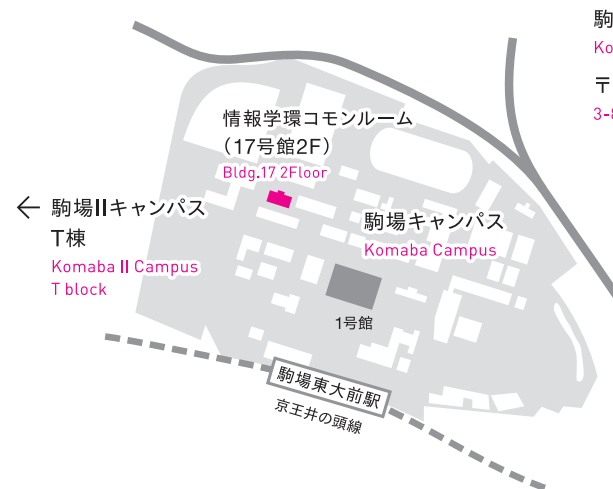 駒
Ko
〒
3-8
情報学環コモンルーム
（17号館2F）
Bldg.17 2Floor
← 駒場IIキャンパス
T棟
Komaba II Campus
T block
駒場キャンパス
Komaba Campus
1号館
駒場東大前駅
京王井の頭線